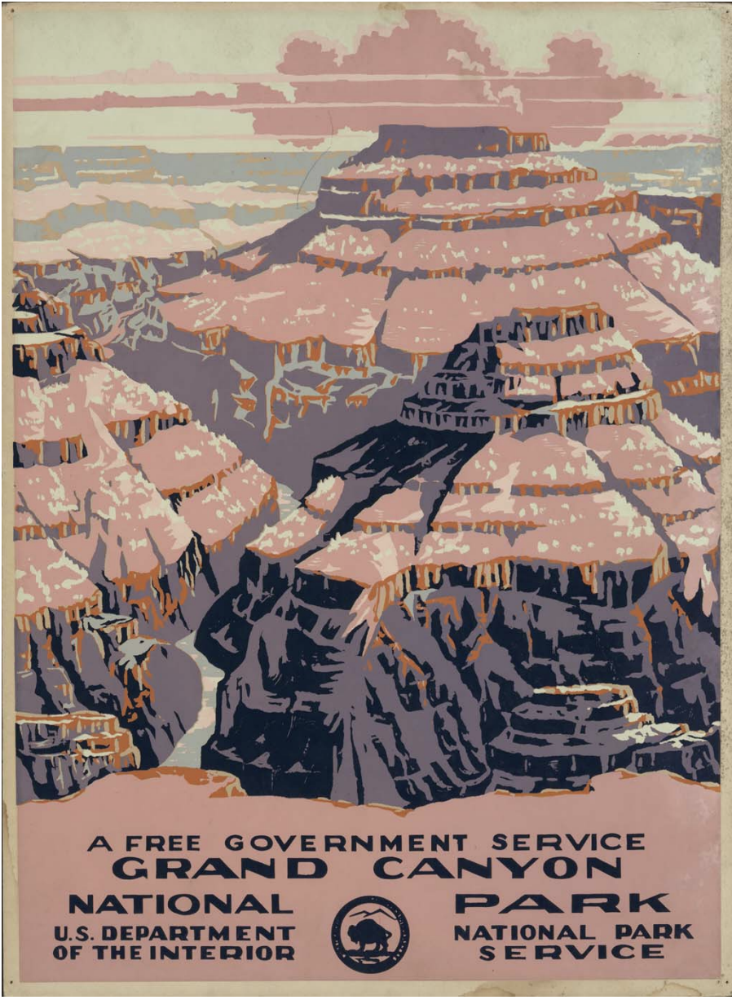 A FREE GOVERNMENT SERVICE
GRAND CANYON
NATIONAL PARK
U.S. DEPARTMENT
OF THE INTERIOR
NATIONAL PARK
SERVICE